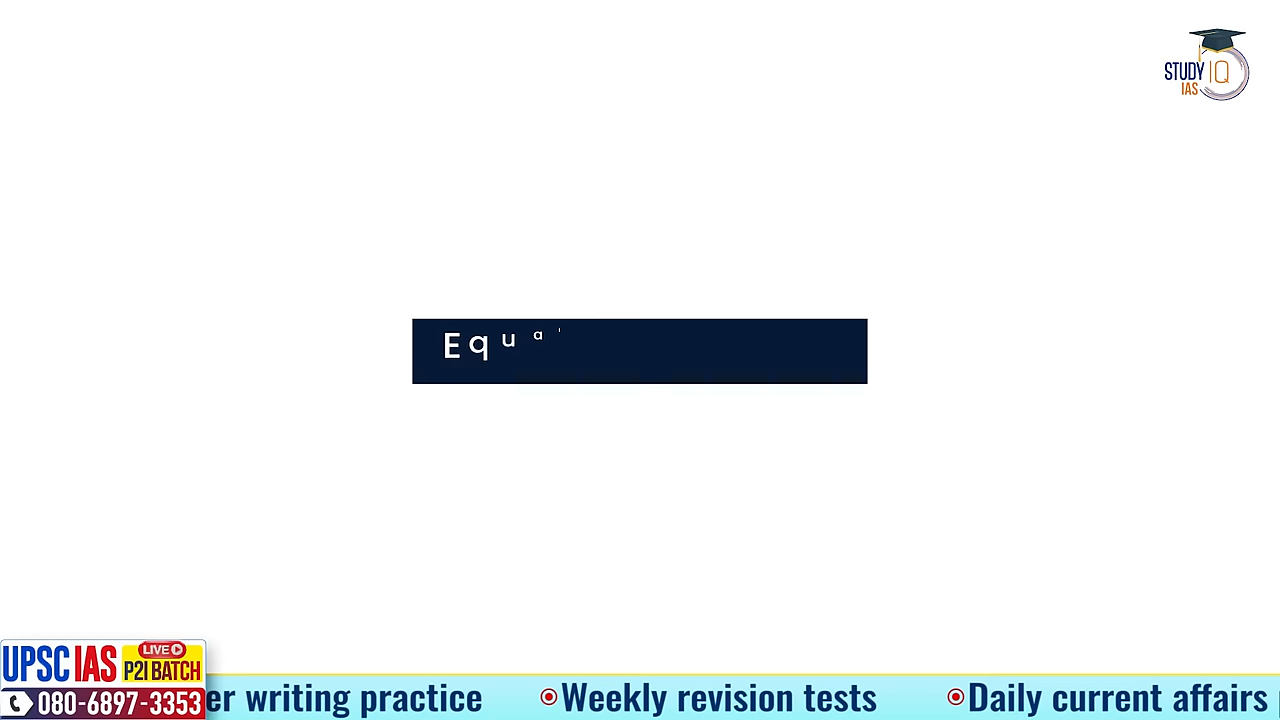 STUDY IQ
IAS
Equal
UPSC IAS
LIVE
P2I BATCH
080-6897-3353
er writing practice
Weekly revision tests
Daily current affairs